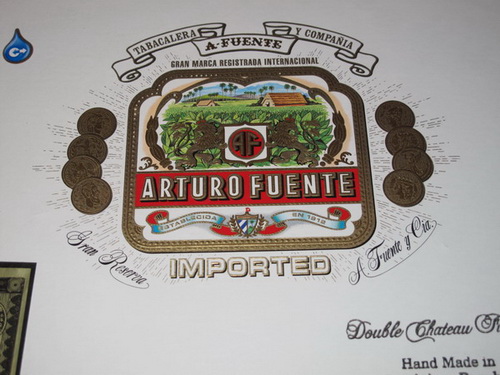 TABACALERA A·FUENTE Y COMPAÑIA
GRAN MARCA REGISTRADA INTERNACIONAL
AF
ARTURO FUENTE
ESTABLECIDA EN 1912
Gran Reserva
A Fuente y Cia.
IMPORTED
Double Chateau
Hand Made in